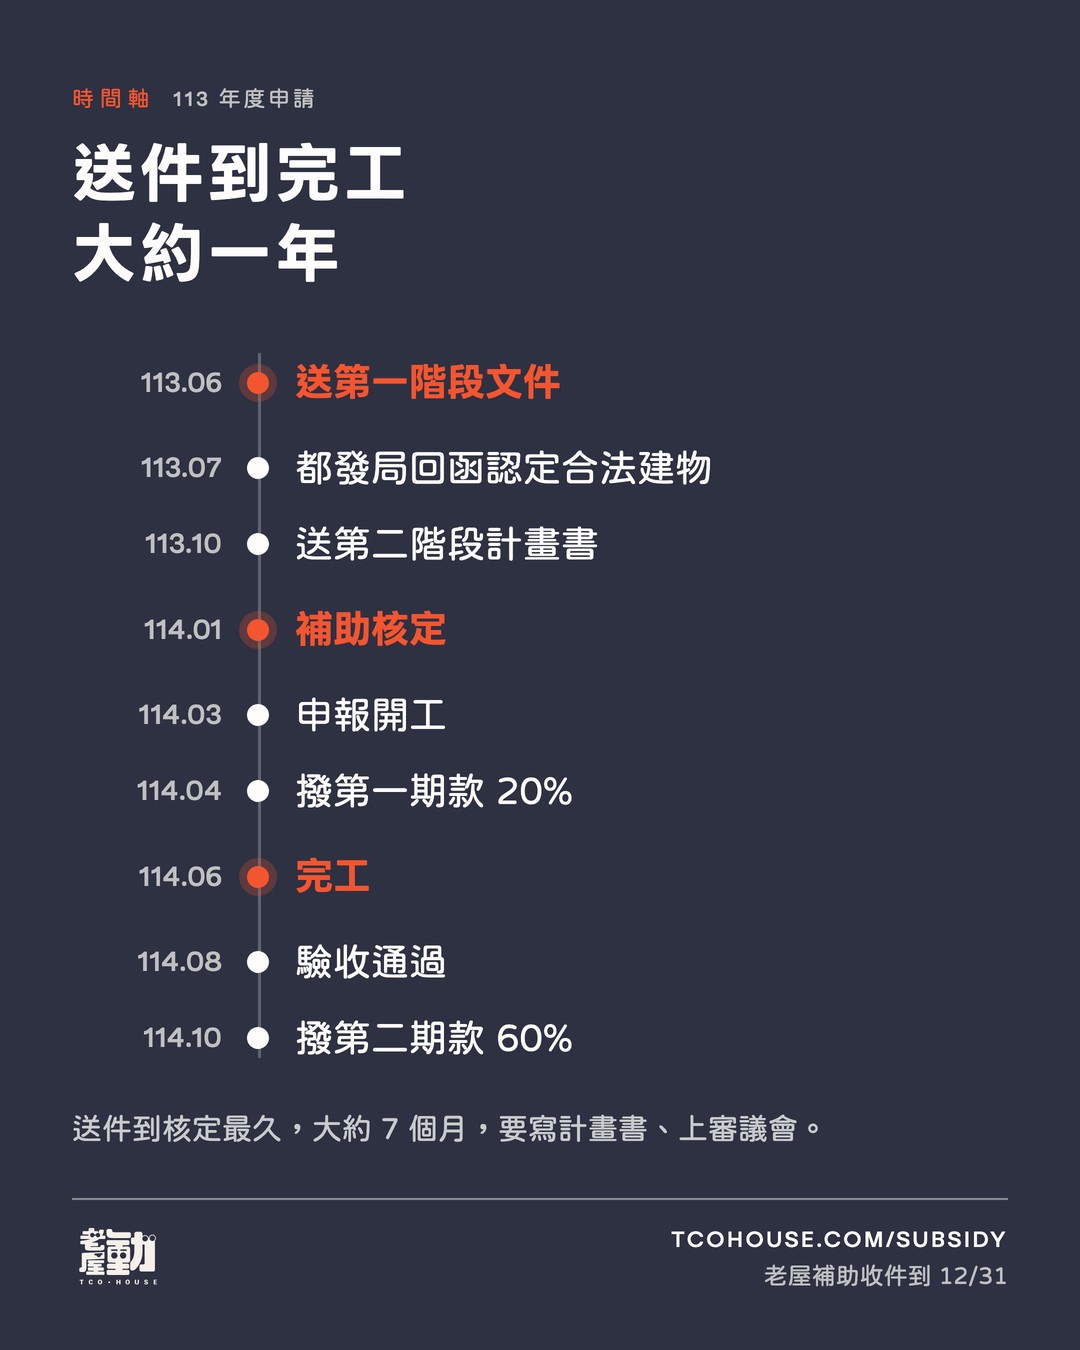 時間軸 113 年度申請
送件到完工
大約一年
113.06 送第一階段文件
113.07 都發局回函認定合法建物
113.10 送第二階段計畫書
114.01 補助核定
114.03 申報開工
114.04 撥第一期款 20%
114.06 完工
114.08 驗收通過
114.10 撥第二期款 60%
送件到核定最久，大約 7 個月，要寫計畫書、上審議會。
老屋動
TCO·HOUSE
TCOHOUSE.COM/SUBSIDY
老屋補助收件到 12/31